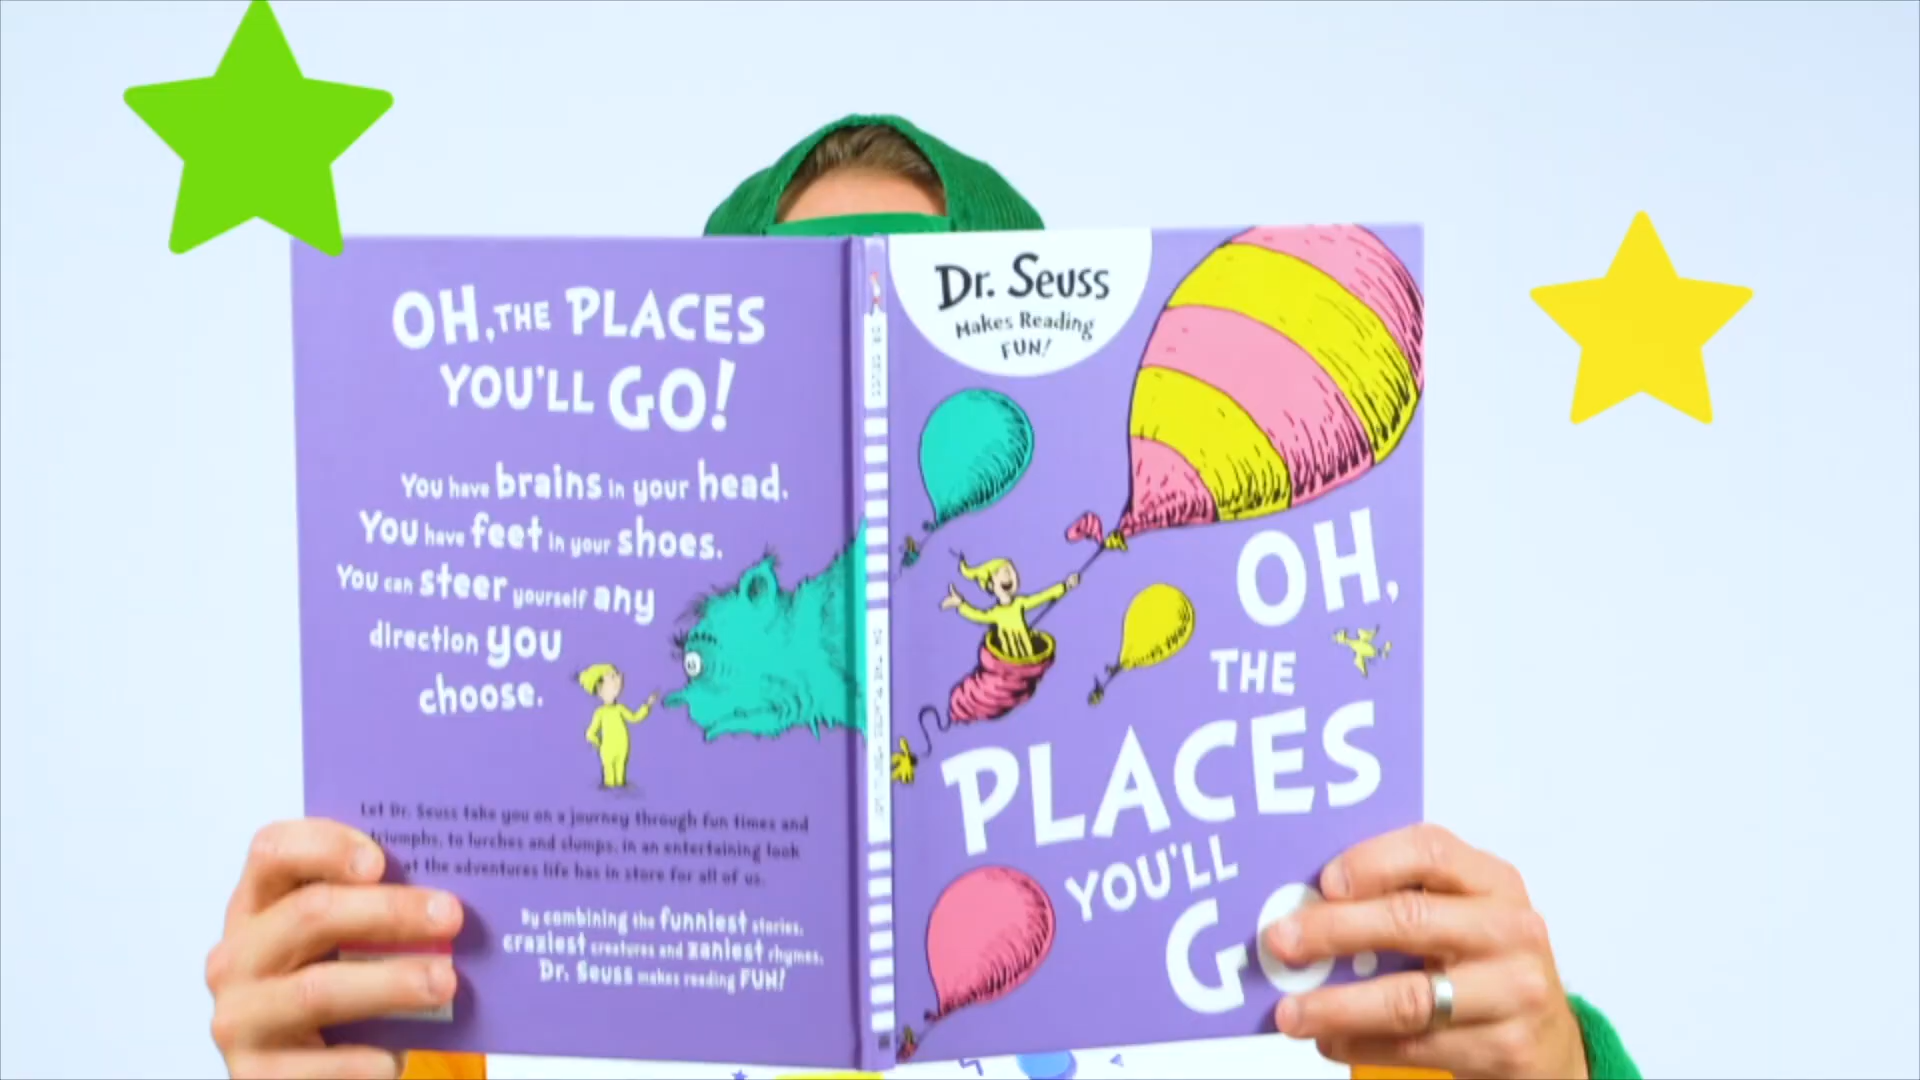 OH, THE PLACES
YOU'LL GO!
You have brains in your head.
You have feet in your shoes.
You can steer yourself any
direction you
choose.
Let Dr. Seuss take you on a journey through fun times and
triumphs, to lurches and slumps, in an entertaining look
at the adventures life has in store for all of us.
By combining the funniest stories,
craziest creatures and zaniest rhymes,
Dr. Seuss makes reading FUN!
Dr. Seuss
Makes Reading
FUN!
OH,
THE
PLACES
YOU'LL
GO!